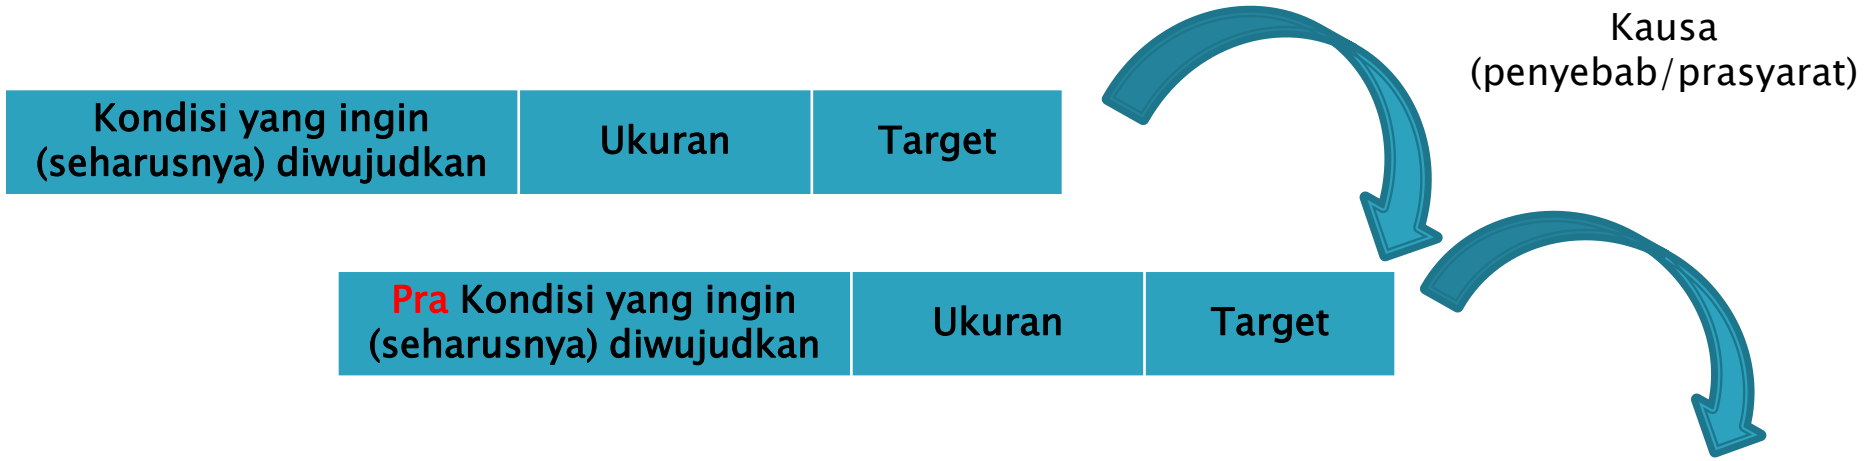 Kausa
(penyebab/prasyarat)
Kondisi yang ingin
(seharusnya) diwujudkan
Ukuran
Target
Pra Kondisi yang ingin
(seharusnya) diwujudkan
Ukuran
Target